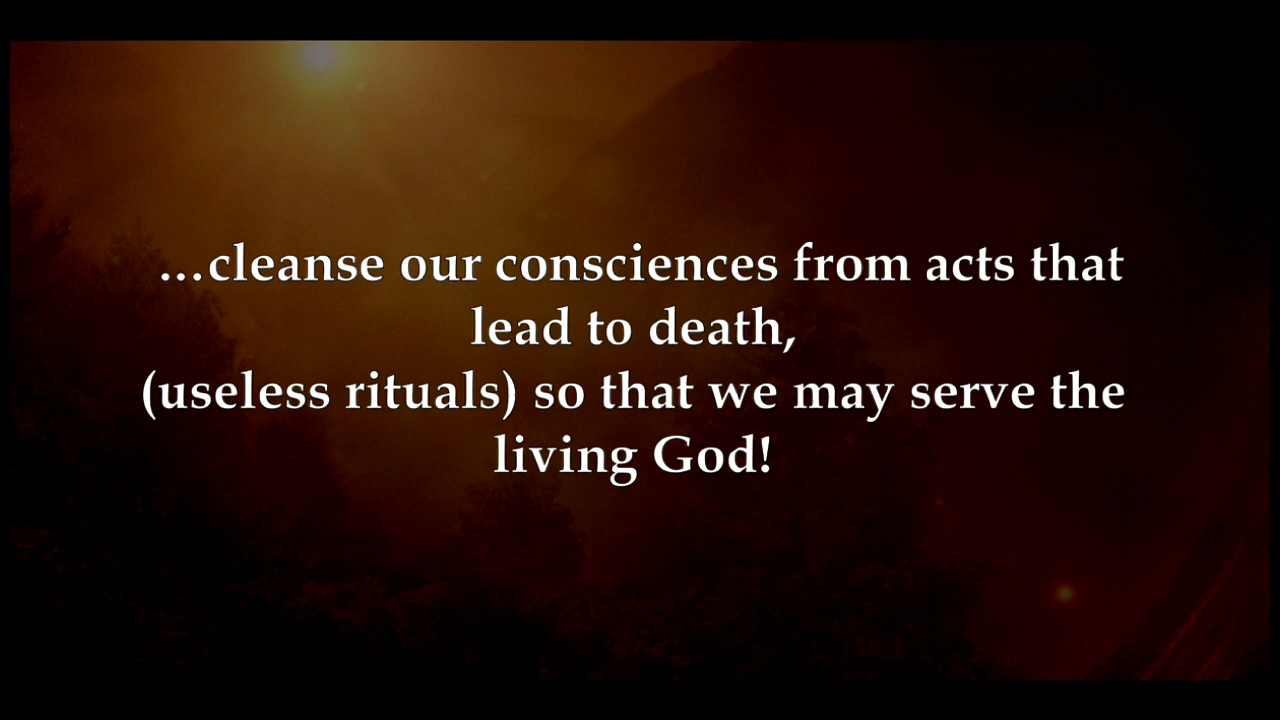 …cleanse our consciences from acts that
lead to death,
(useless rituals) so that we may serve the
living God!